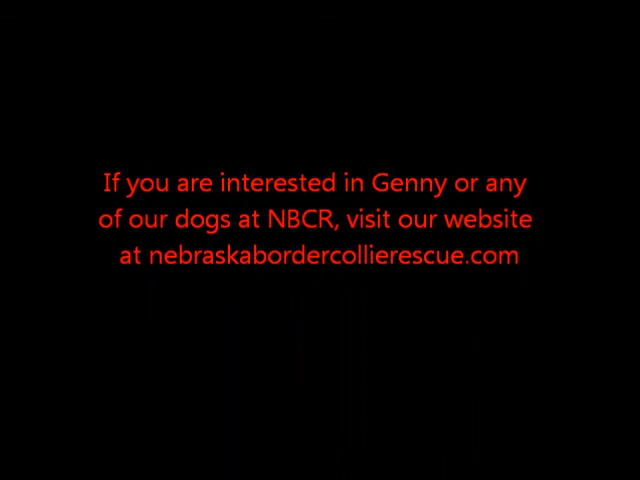 If you are interested in Genny or any
of our dogs at NBCR, visit our website
at nebraskabordercollierescue.com